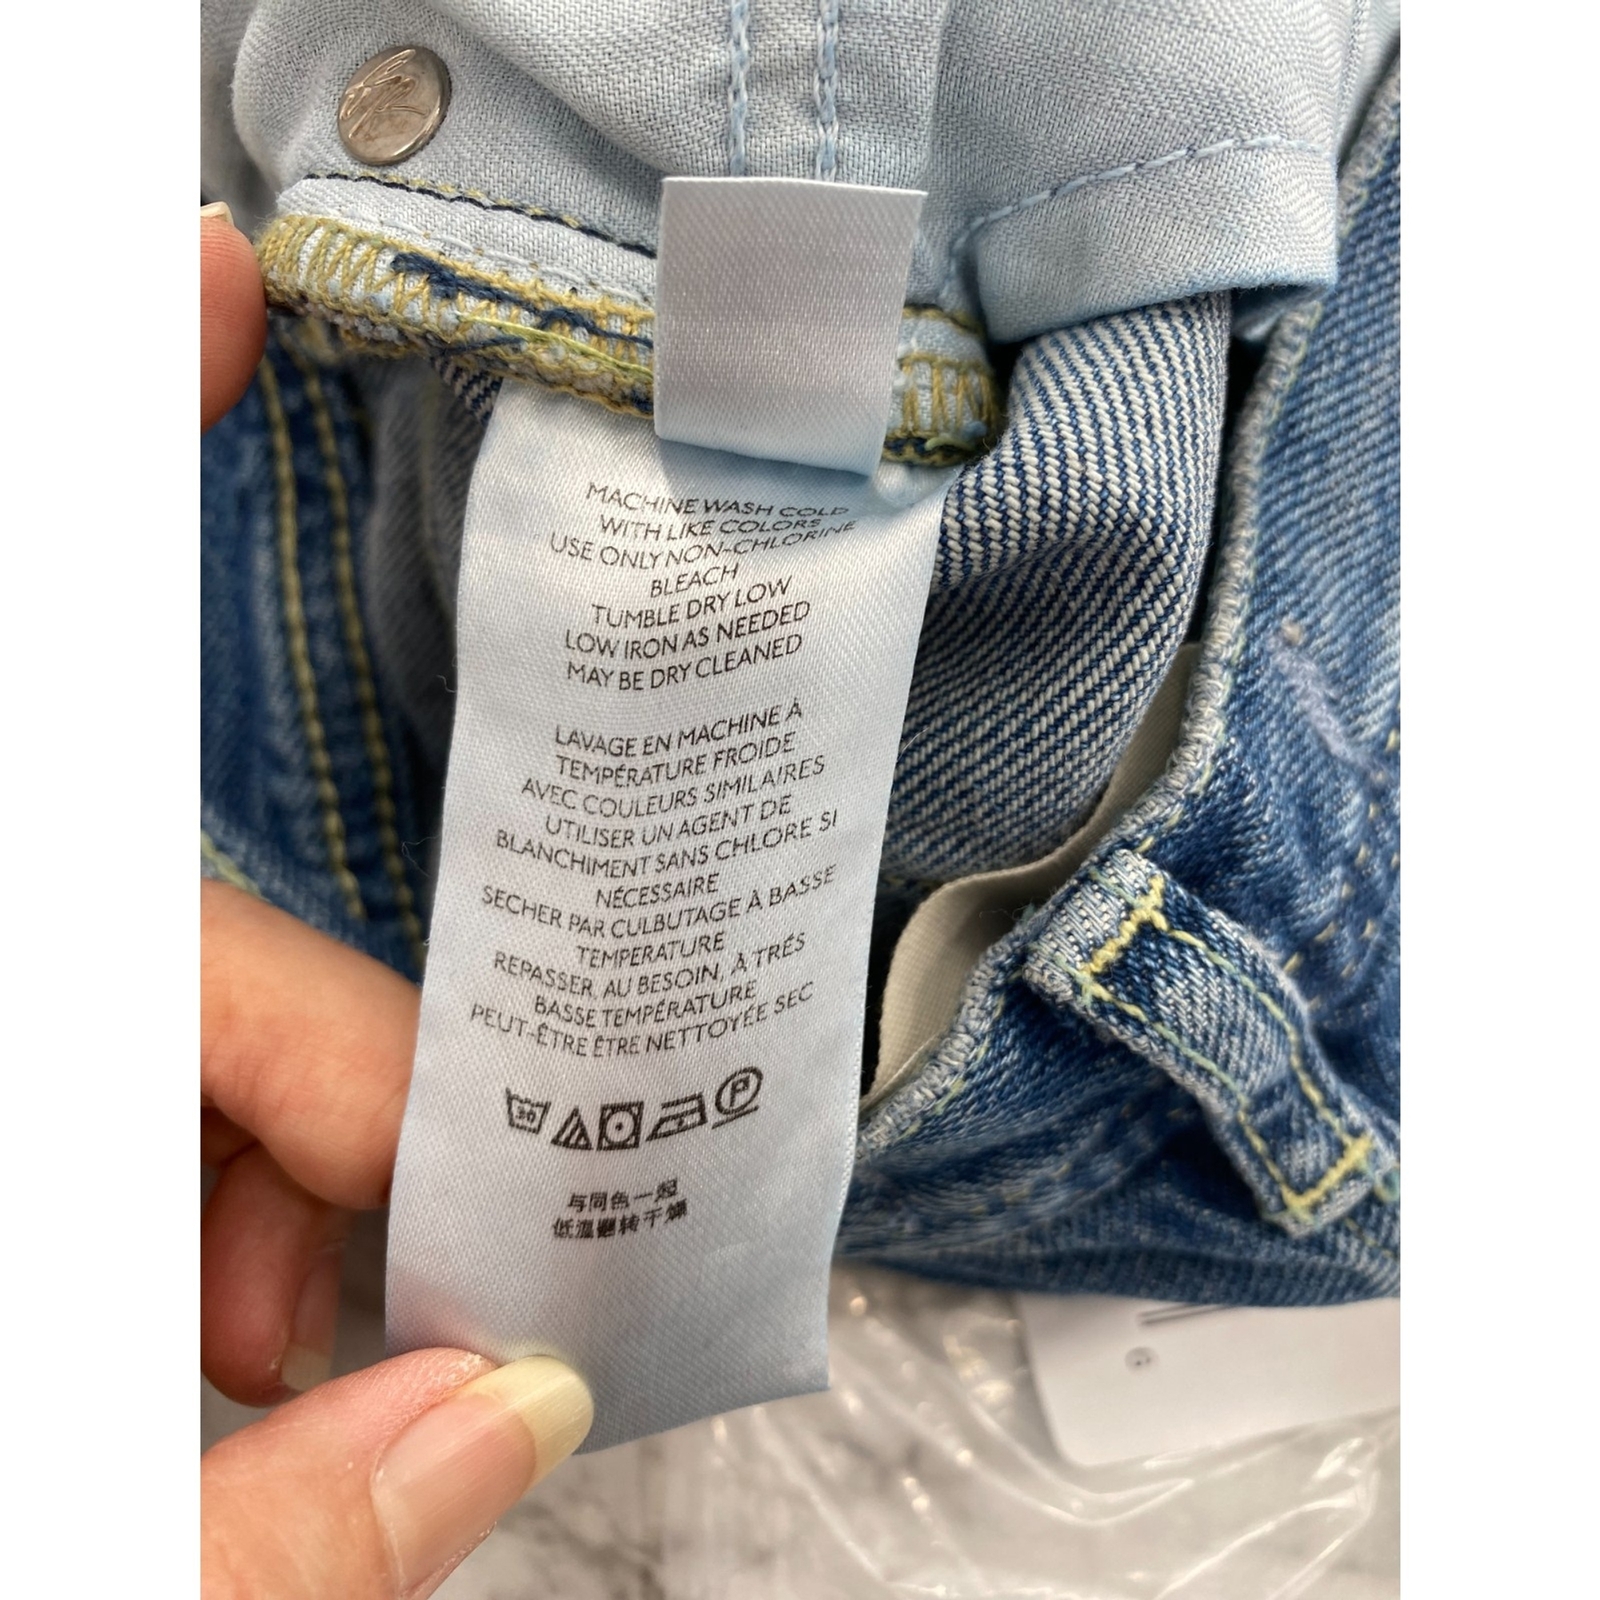 MACHINE WASH COLD
WITH LIKE COLORS
USE ONLY NON-CHLORINE
BLEACH
TUMBLE DRY LOW
LOW IRON AS NEEDED
MAY BE DRY CLEANED
LAVAGE EN MACHINE À
TEMPÉRATURE FROIDE
AVEC COULEURS SIMILAIRES
UTILISER UN AGENT DE
BLANCHIMENT SANS CHLORE SI
NÉCESSAIRE
SECHER PAR CULBUTAGE À BASSE
TEMPERATURE
REPASSER, AU BESOIN, À TRÉS
BASSE TEMPÉRATURE
PEUT-ÊTRE ÊTRE NETTOYÉE SEC
30 P
与同色一起
低温翻转干燥